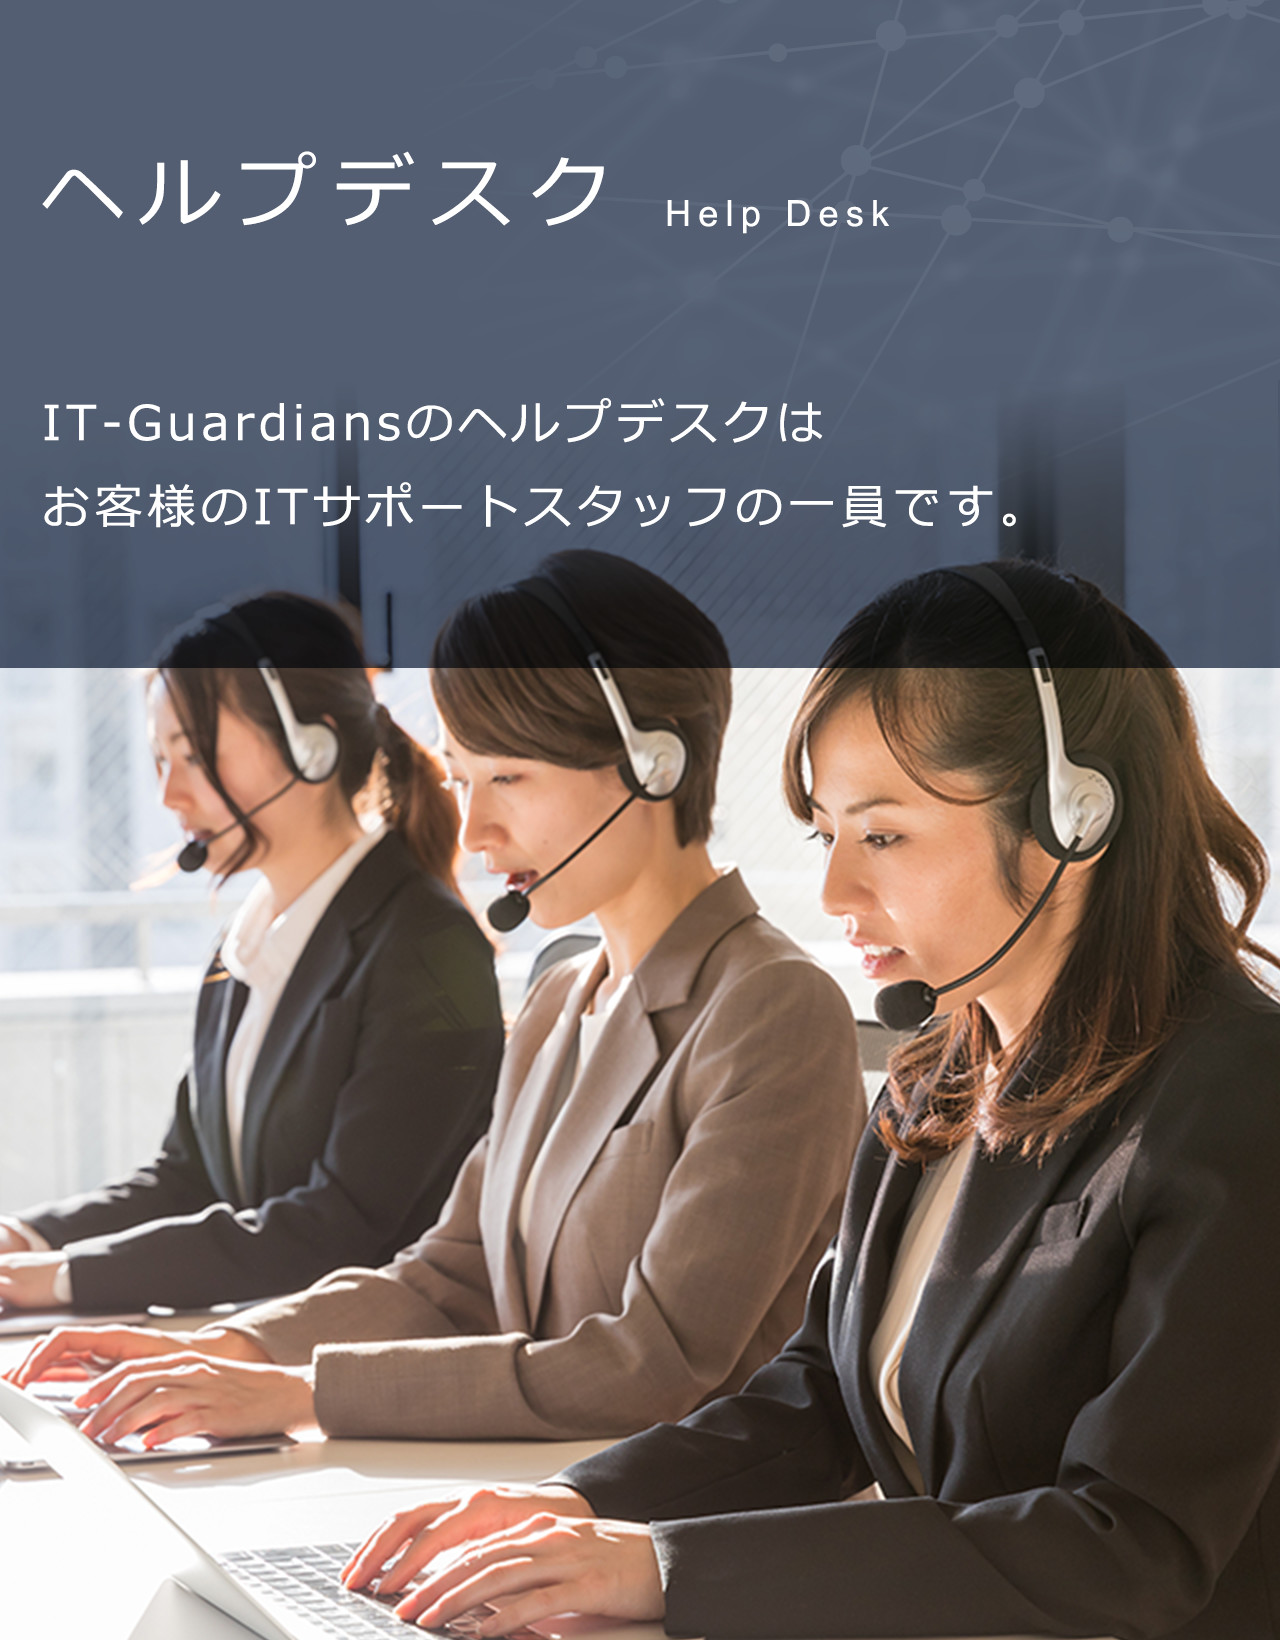 ヘルプデスク Help Desk
IT-Guardiansのヘルプデスクは
お客様のITサポートスタッフの一員です。